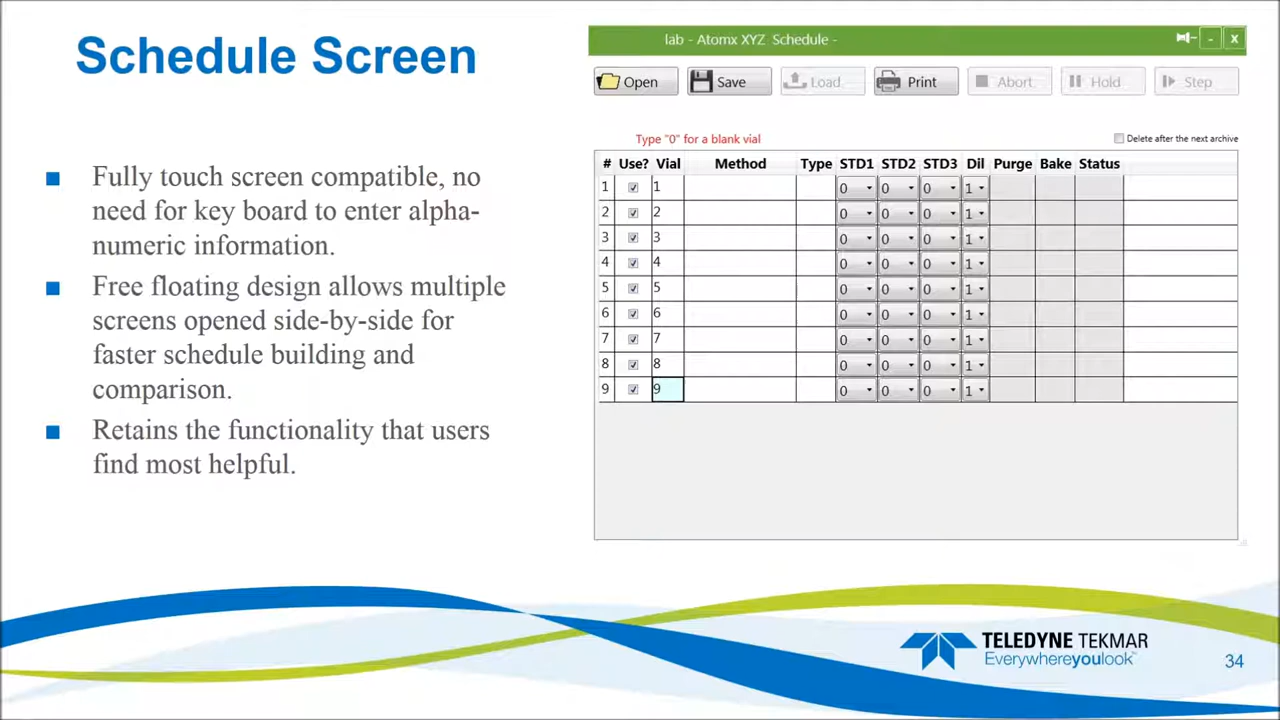 Schedule Screen
Fully touch screen compatible, no
need for key board to enter alpha-
numeric information.
Free floating design allows multiple
screens opened side-by-side for
faster schedule building and
comparison.
Retains the functionality that users
find most helpful.
lab - Atomx XYZ Schedule -
- x
Open Save Load Print Abort Hold Step
Type "0" for a blank vial
Delete after the next archive
# Use? Vial Method Type STD1 STD2 STD3 Dil Purge Bake Status
1 1 0 0 0 1
2 2 0 0 0 1
3 3 0 0 0 1
4 4 0 0 0 1
5 5 0 0 0 1
6 6 0 0 0 1
7 7 0 0 0 1
8 8 0 0 0 1
9 9 0 0 0 1
TELEDYNE TEKMAR
Everywhereyoulook™
34